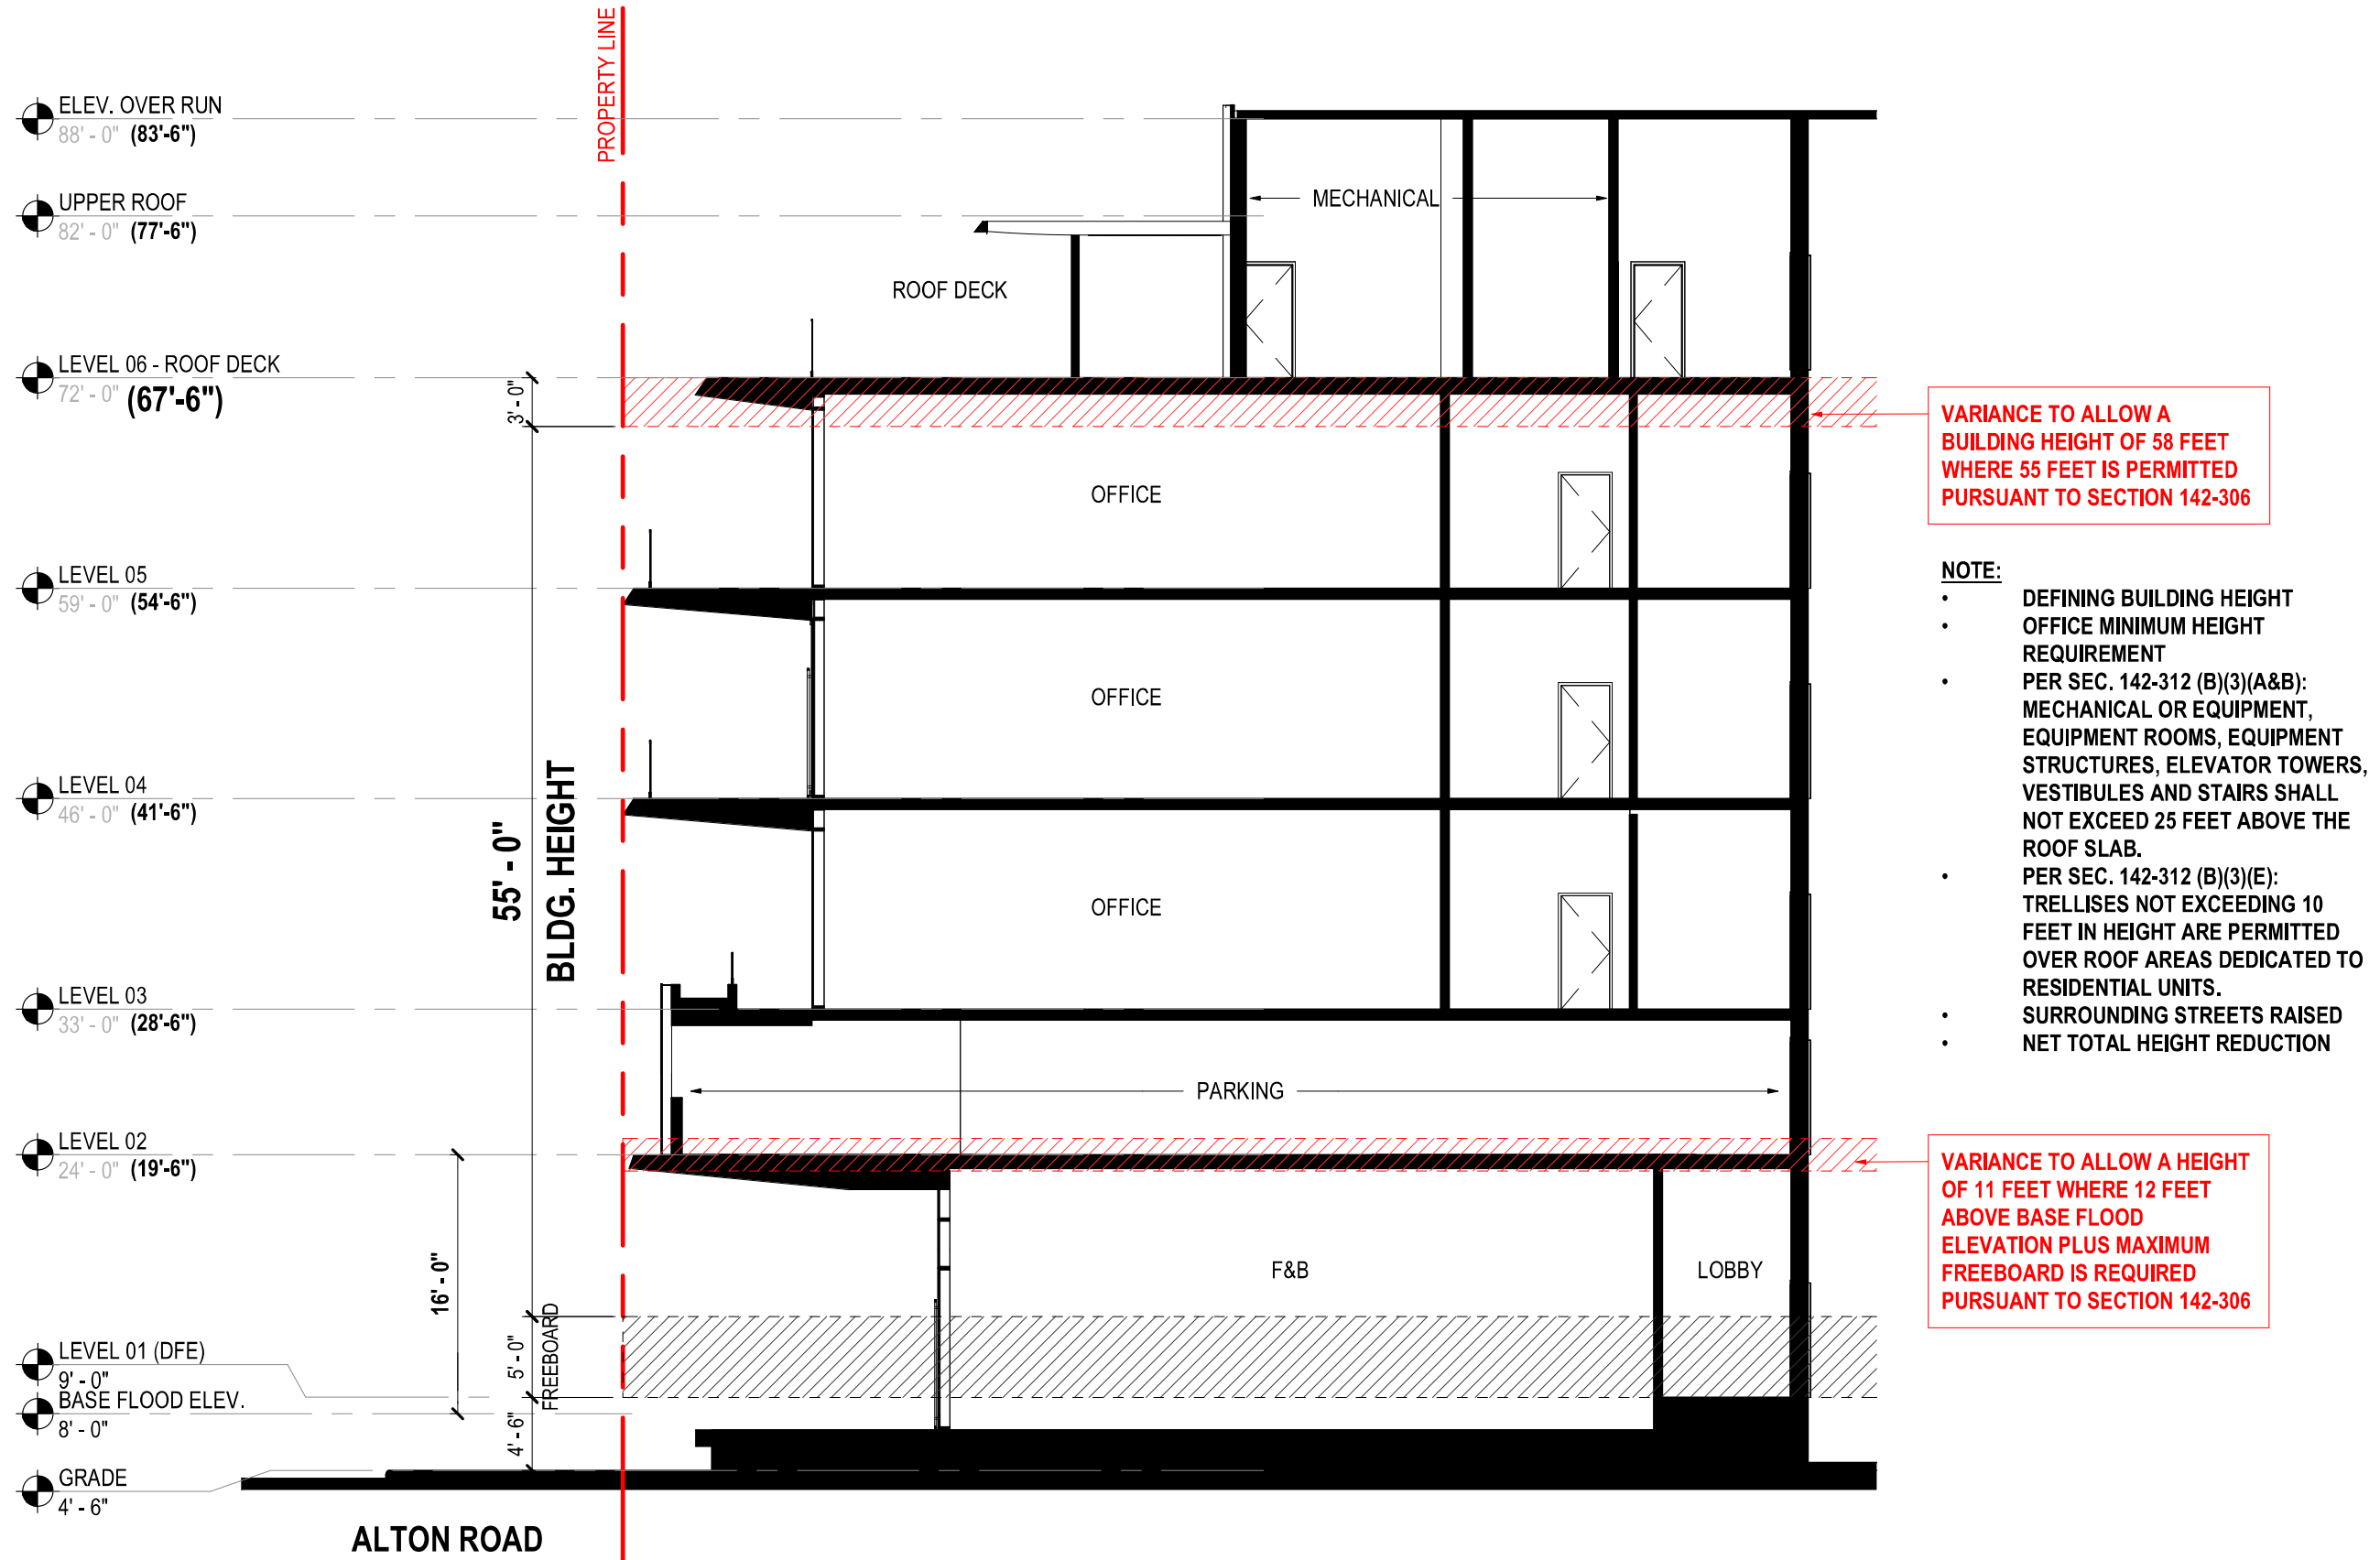 PROPERTY LINE
ELEV. OVER RUN
88' - 0" (83'-6")
UPPER ROOF
82' - 0" (77'-6")
MECHANICAL
ROOF DECK
LEVEL 06 - ROOF DECK
72' - 0" (67'-6")
3' - 0"
VARIANCE TO ALLOW A
BUILDING HEIGHT OF 58 FEET
WHERE 55 FEET IS PERMITTED
PURSUANT TO SECTION 142-306
OFFICE
LEVEL 05
59' - 0" (54'-6")
OFFICE
LEVEL 04
46' - 0" (41'-6")
55' - 0"
BLDG. HEIGHT
OFFICE
LEVEL 03
33' - 0" (28'-6")
NOTE:
• DEFINING BUILDING HEIGHT
• OFFICE MINIMUM HEIGHT
REQUIREMENT
• PER SEC. 142-312 (B)(3)(A&B):
MECHANICAL OR EQUIPMENT,
EQUIPMENT ROOMS, EQUIPMENT
STRUCTURES, ELEVATOR TOWERS,
VESTIBULES AND STAIRS SHALL
NOT EXCEED 25 FEET ABOVE THE
ROOF SLAB.
• PER SEC. 142-312 (B)(3)(E):
TRELLISES NOT EXCEEDING 10
FEET IN HEIGHT ARE PERMITTED
OVER ROOF AREAS DEDICATED TO
RESIDENTIAL UNITS.
• SURROUNDING STREETS RAISED
• NET TOTAL HEIGHT REDUCTION
PARKING
LEVEL 02
24' - 0" (19'-6")
VARIANCE TO ALLOW A HEIGHT
OF 11 FEET WHERE 12 FEET
ABOVE BASE FLOOD
ELEVATION PLUS MAXIMUM
FREEBOARD IS REQUIRED
PURSUANT TO SECTION 142-306
16' - 0"
F&B
LOBBY
5' - 0"
FREEBOARD
LEVEL 01 (DFE)
9' - 0"
BASE FLOOD ELEV.
8' - 0"
4' - 6"
GRADE
4' - 6"
ALTON ROAD